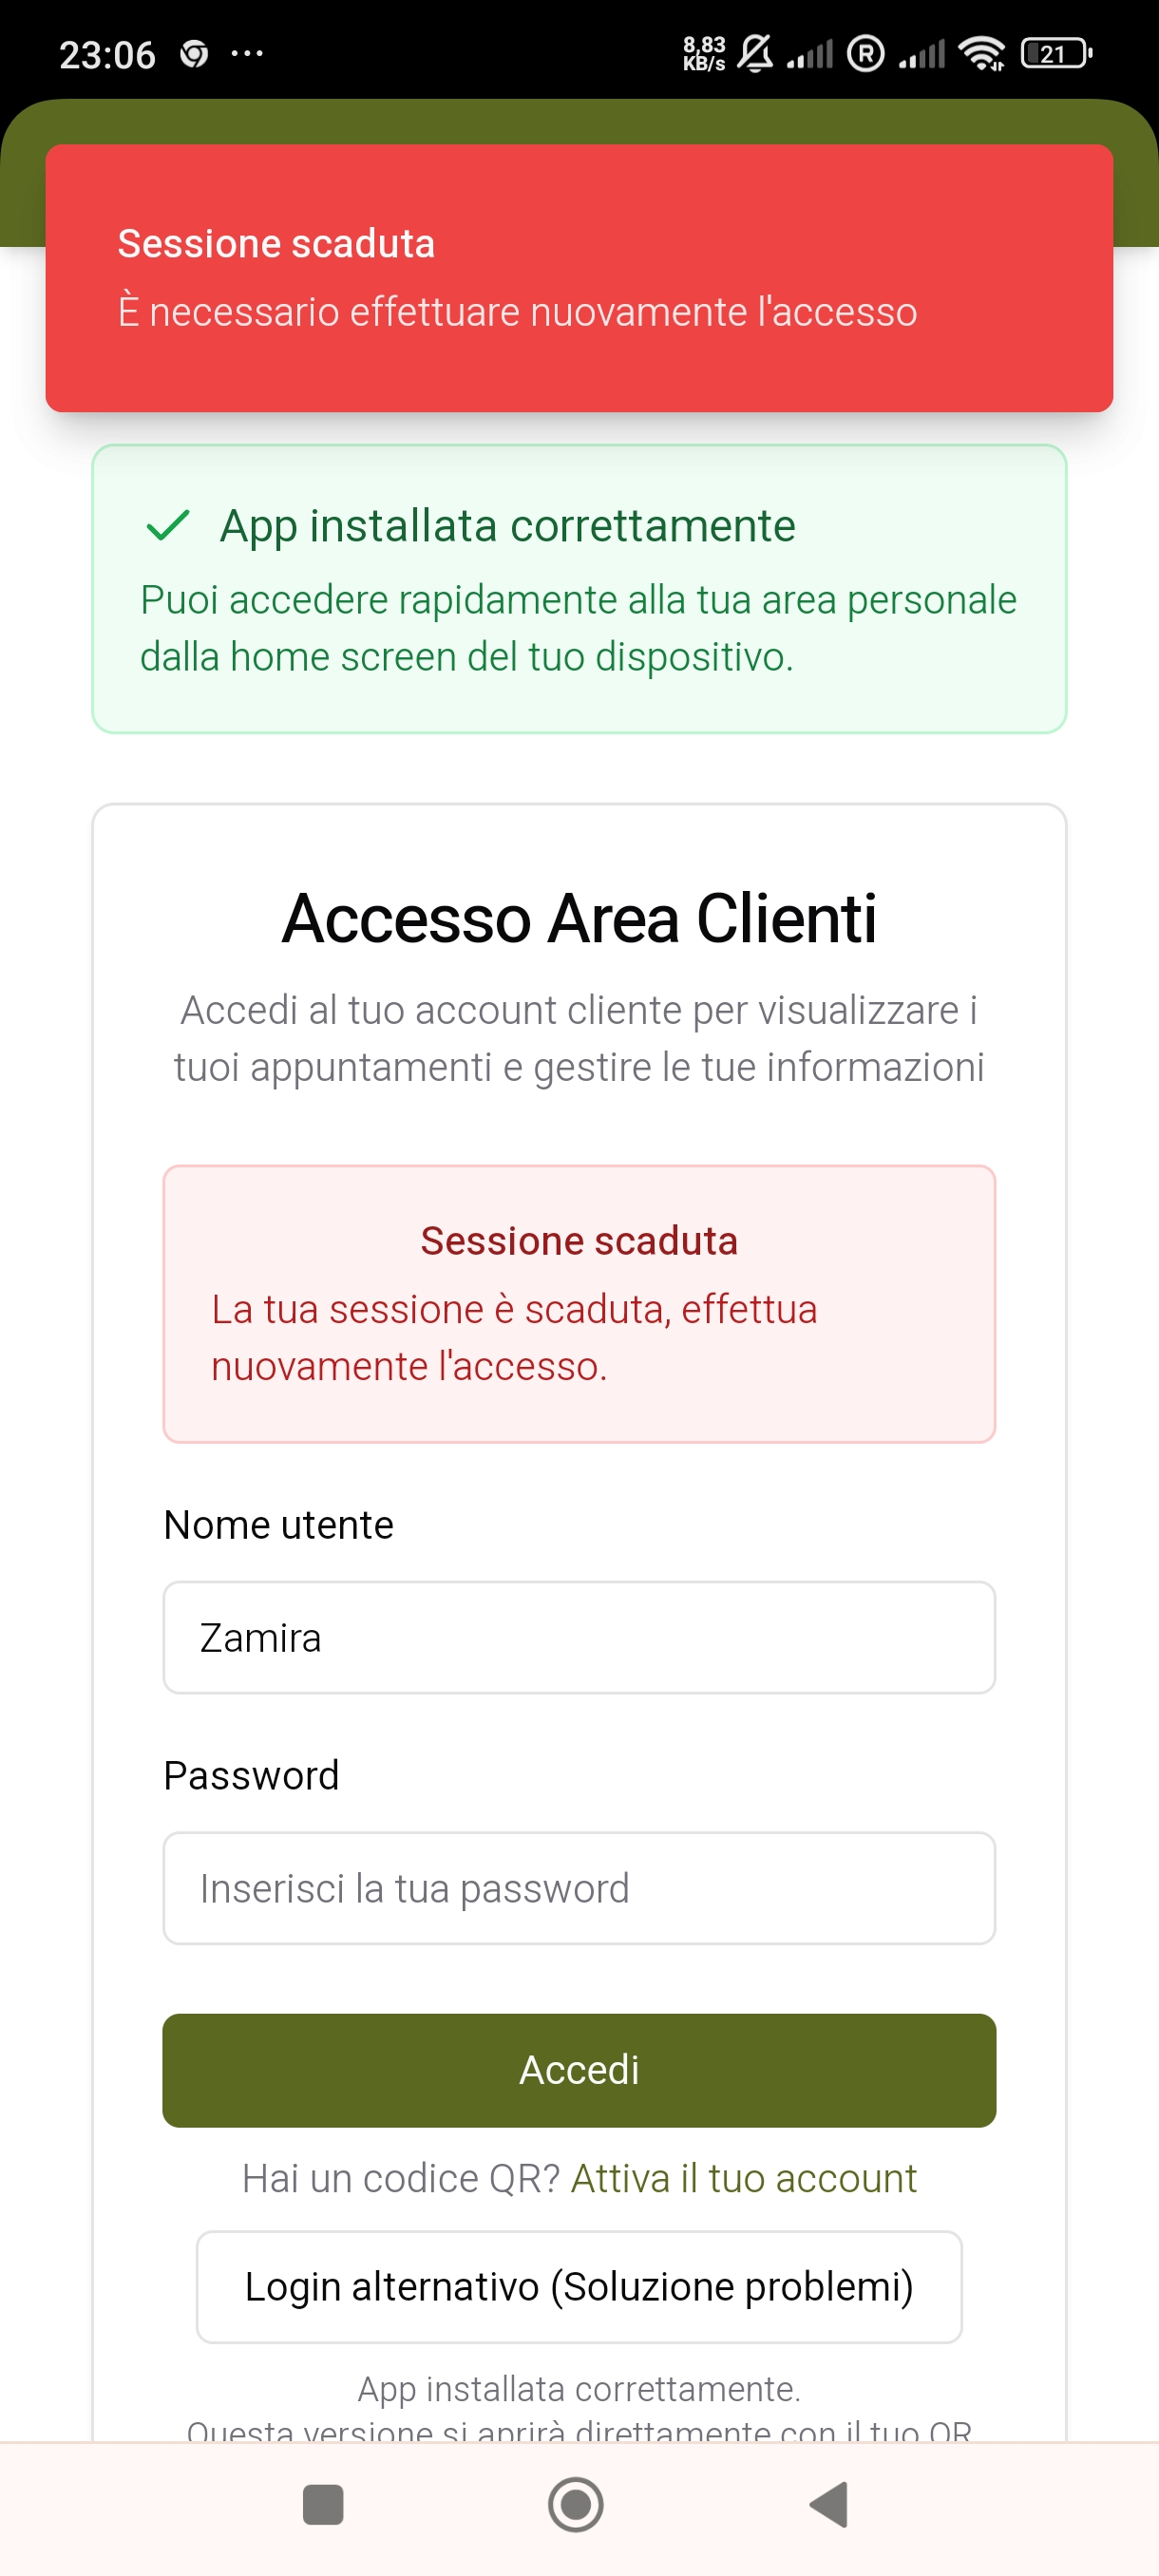 23:06
8,83
KB/s
21
Sessione scaduta
È necessario effettuare nuovamente l'accesso
App installata correttamente
Puoi accedere rapidamente alla tua area personale
dalla home screen del tuo dispositivo.
Accesso Area Clienti
Accedi al tuo account cliente per visualizzare i
tuoi appuntamenti e gestire le tue informazioni
Sessione scaduta
La tua sessione è scaduta, effettua
nuovamente l'accesso.
Nome utente
Zamira
Password
Inserisci la tua password
Accedi
Hai un codice QR? Attiva il tuo account
Login alternativo (Soluzione problemi)
App installata correttamente.
Questa versione si aprirà direttamente con il tuo QR